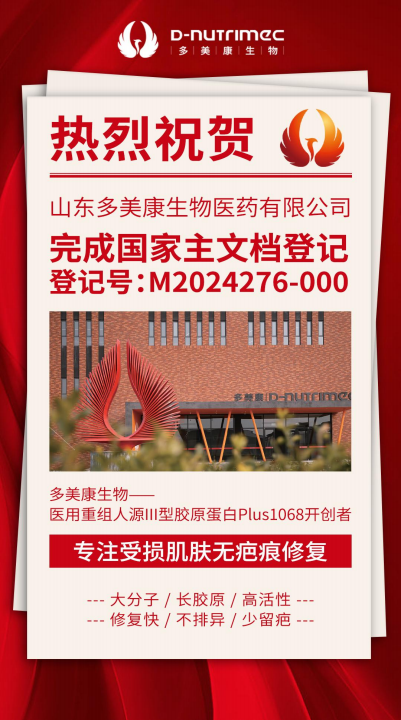 D-nutrimec
多美康生物
热烈祝贺
山东多美康生物医药有限公司
完成国家主文档登记
登记号:M2024276-000
多美康 D-nutrimec
多美康生物——
医用重组人源III型胶原蛋白Plus1068开创者
专注受损肌肤无疤痕修复
--- 大分子 / 长胶原 / 高活性 ---
--- 修复快 / 不排异 / 少留疤 ---